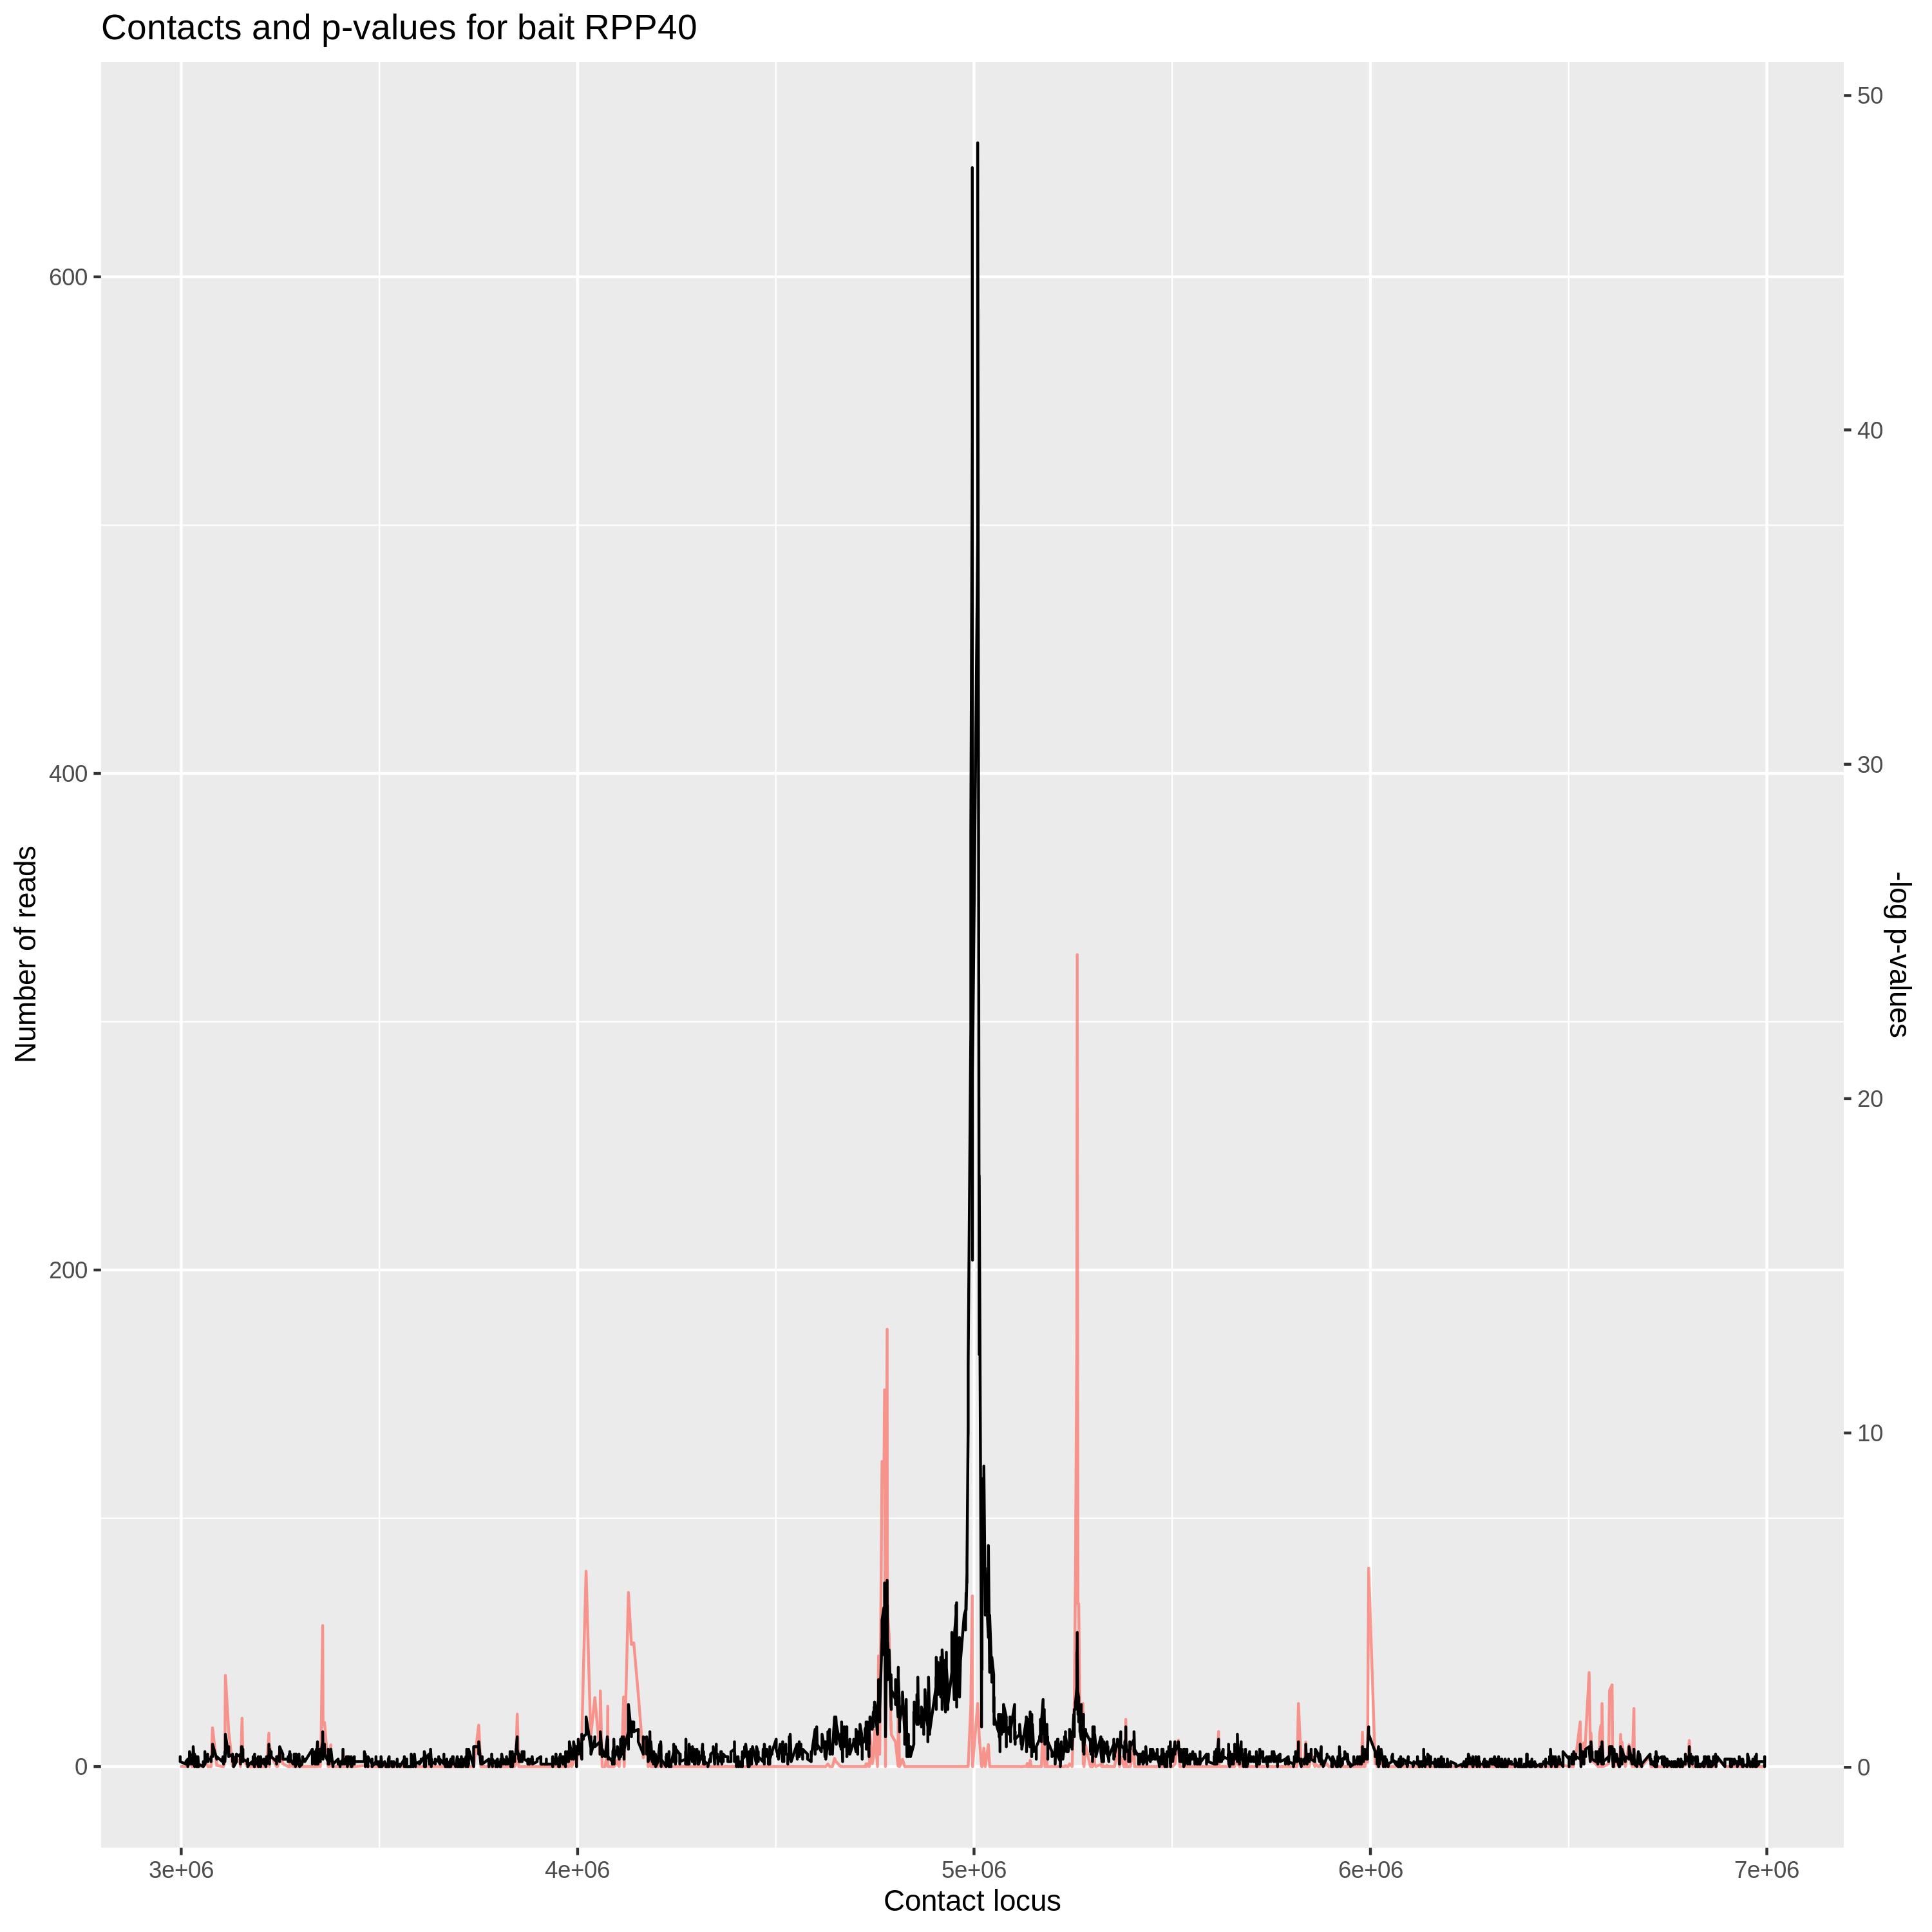 Contacts and p-values for bait RPP40
50
600
40
400
30
Number of reads
-log p-values
20
200
10
0
0
3e+06
4e+06
5e+06
6e+06
7e+06
Contact locus